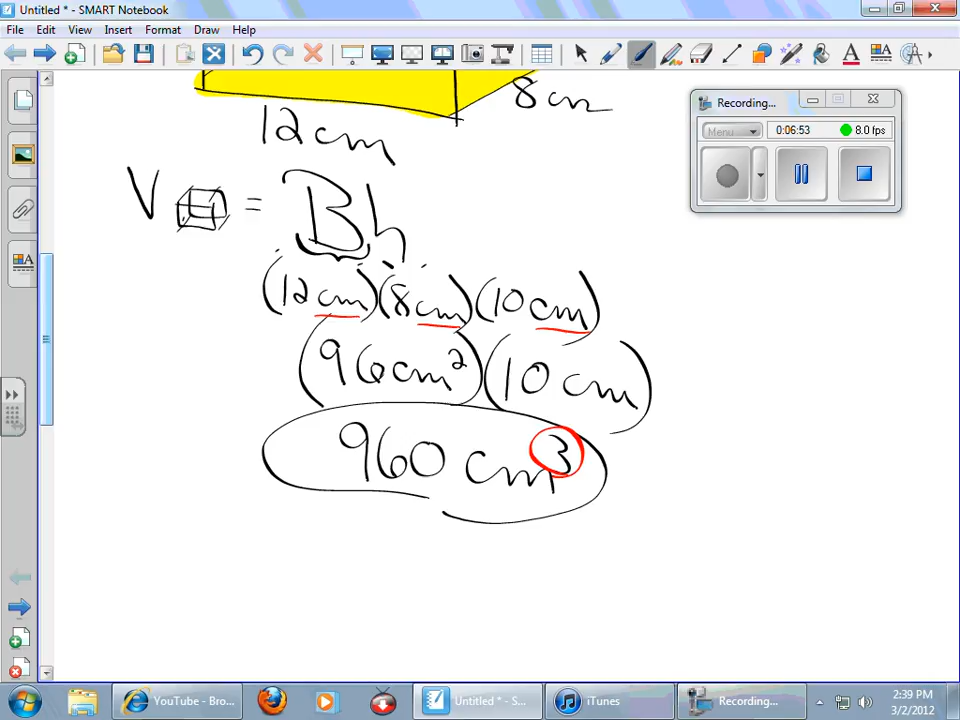 Untitled * - SMART Notebook
File Edit View Insert Format Table Draw Help
8 cm
12 cm
V = Bh
(12 cm)(8 cm)(10 cm)
(96 cm²)(10 cm)
960 cm³
Recording...
Menu
0:06:53
8.0 fps
YouTube - Bro...
Untitled * - S...
iTunes
Recording...
2:39 PM
3/2/2012